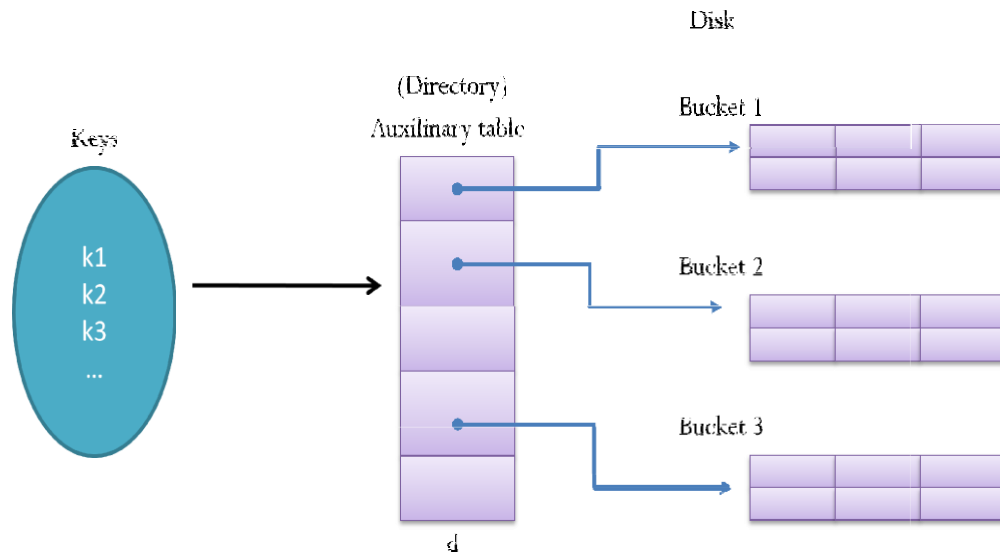 Disk
(Directory)
Auxilinary table
Keys
k1
k2
k3
...
Bucket 1
Bucket 2
Bucket 3
d